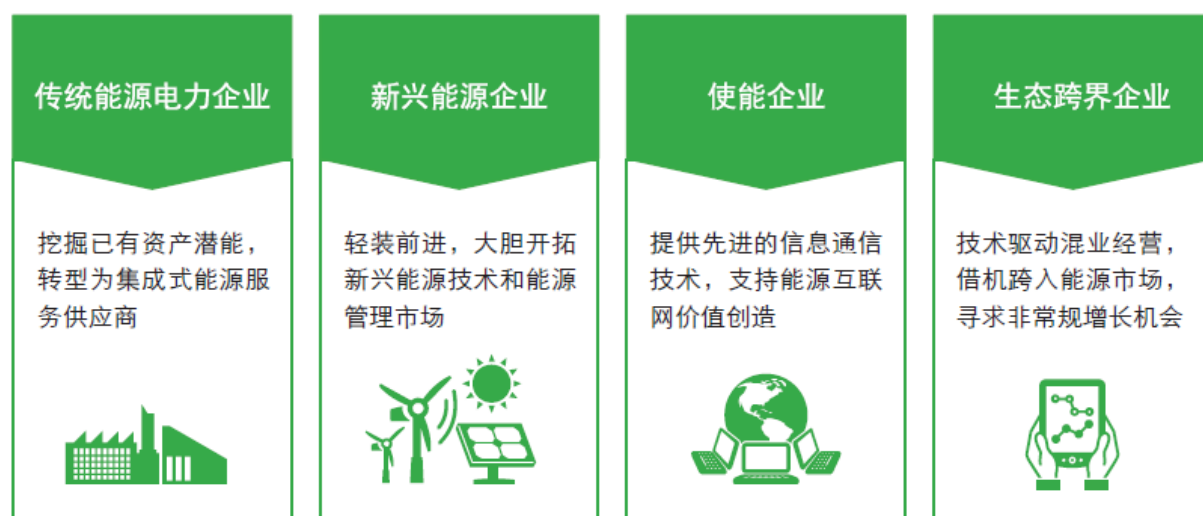 传统能源电力企业
挖掘已有资产潜能，
转型为集成式能源服
务供应商
新兴能源企业
轻装前进，大胆开拓
新兴能源技术和能源
管理市场
使能企业
提供先进的信息通信
技术，支持能源互联
网价值创造
生态跨界企业
技术驱动混业经营，
借机跨入能源市场，
寻求非常规增长机会